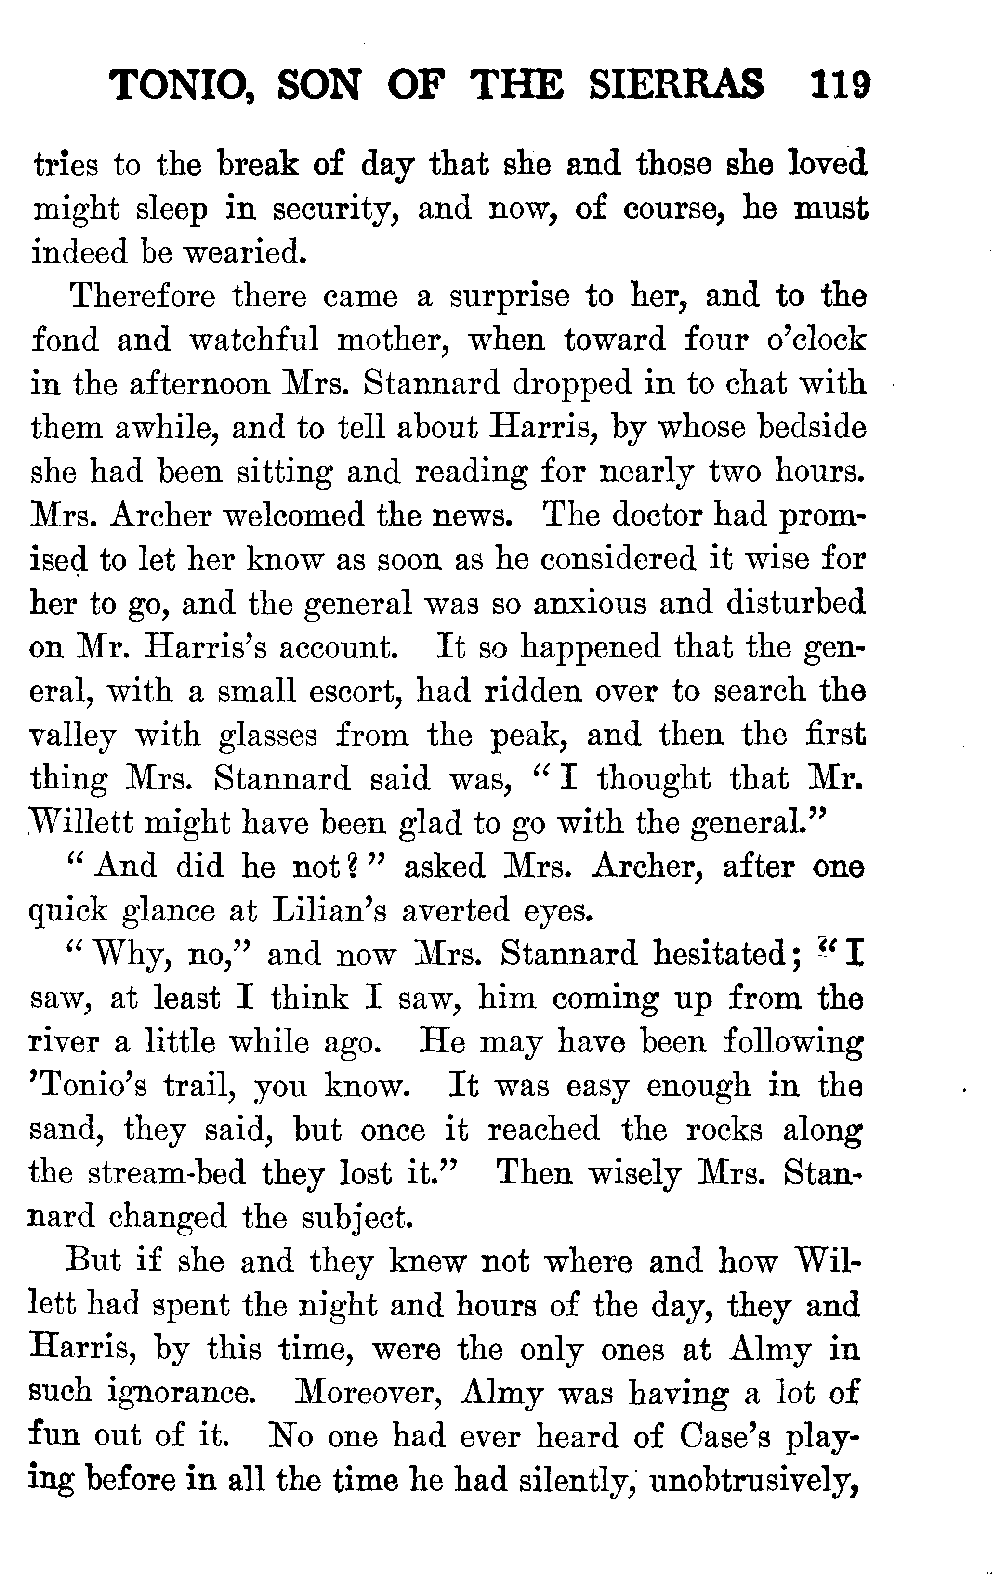 TONIO, SON OF THE SIERRAS 119
tries to the break of day that she and those she loved
might sleep in security, and now, of course, he must
indeed be wearied.
Therefore there came a surprise to her, and to the
fond and watchful mother, when toward four o'clock
in the afternoon Mrs. Stannard dropped in to chat with
them awhile, and to tell about Harris, by whose bedside
she had been sitting and reading for nearly two hours.
Mrs. Archer welcomed the news. The doctor had prom-
ised to let her know as soon as he considered it wise for
her to go, and the general was so anxious and disturbed
on Mr. Harris's account. It so happened that the gen-
eral, with a small escort, had ridden over to search the
valley with glasses from the peak, and then the first
thing Mrs. Stannard said was, "I thought that Mr.
Willett might have been glad to go with the general."
"And did he not?" asked Mrs. Archer, after one
quick glance at Lilian's averted eyes.
"Why, no," and now Mrs. Stannard hesitated; "I
saw, at least I think I saw, him coming up from the
river a little while ago. He may have been following
'Tonio's trail, you know. It was easy enough in the
sand, they said, but once it reached the rocks along
the stream-bed they lost it." Then wisely Mrs. Stan-
nard changed the subject.
But if she and they knew not where and how Wil-
lett had spent the night and hours of the day, they and
Harris, by this time, were the only ones at Almy in
such ignorance. Moreover, Almy was having a lot of
fun out of it. No one had ever heard of Case's play-
ing before in all the time he had silently, unobtrusively,